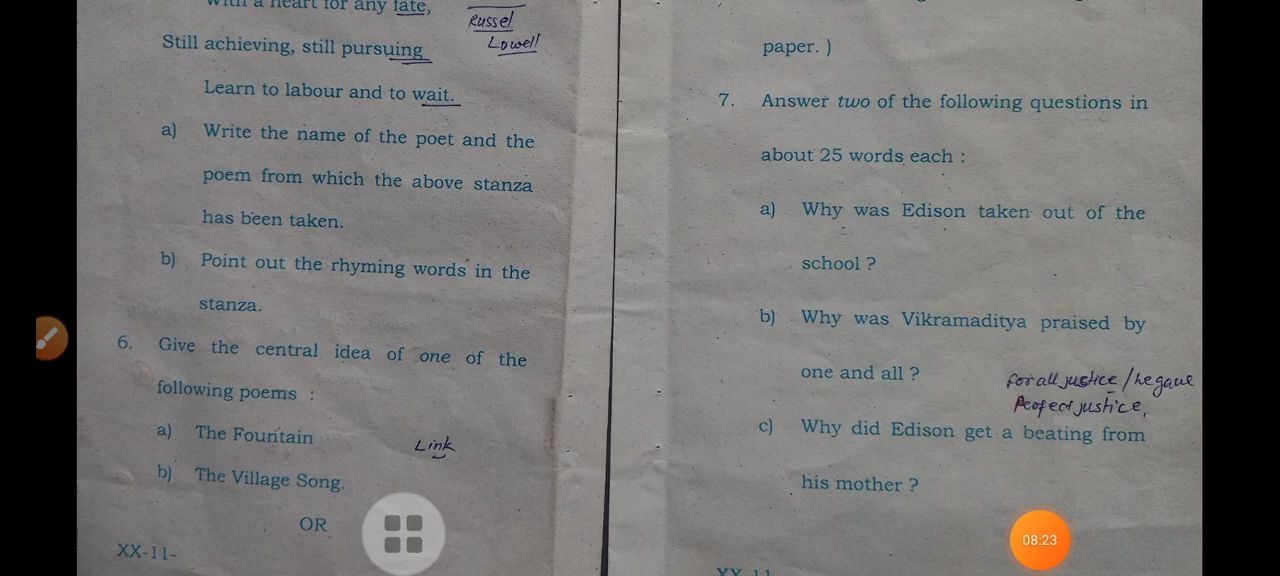 With a heart for any fate,
Russel
Still achieving, still pursuing
Lowell
Learn to labour and to wait.
a) Write the name of the poet and the
poem from which the above stanza
has been taken.
b) Point out the rhyming words in the
stanza.
6. Give the central idea of one of the
following poems :
a) The Fountain
Link
b) The Village Song.
OR
XX-11-
paper. )
7. Answer two of the following questions in
about 25 words each :
a) Why was Edison taken out of the
school ?
b) Why was Vikramaditya praised by
one and all ?
for all justice / he gave
Perfect justice,
c) Why did Edison get a beating from
his mother ?
XX-11
08:23